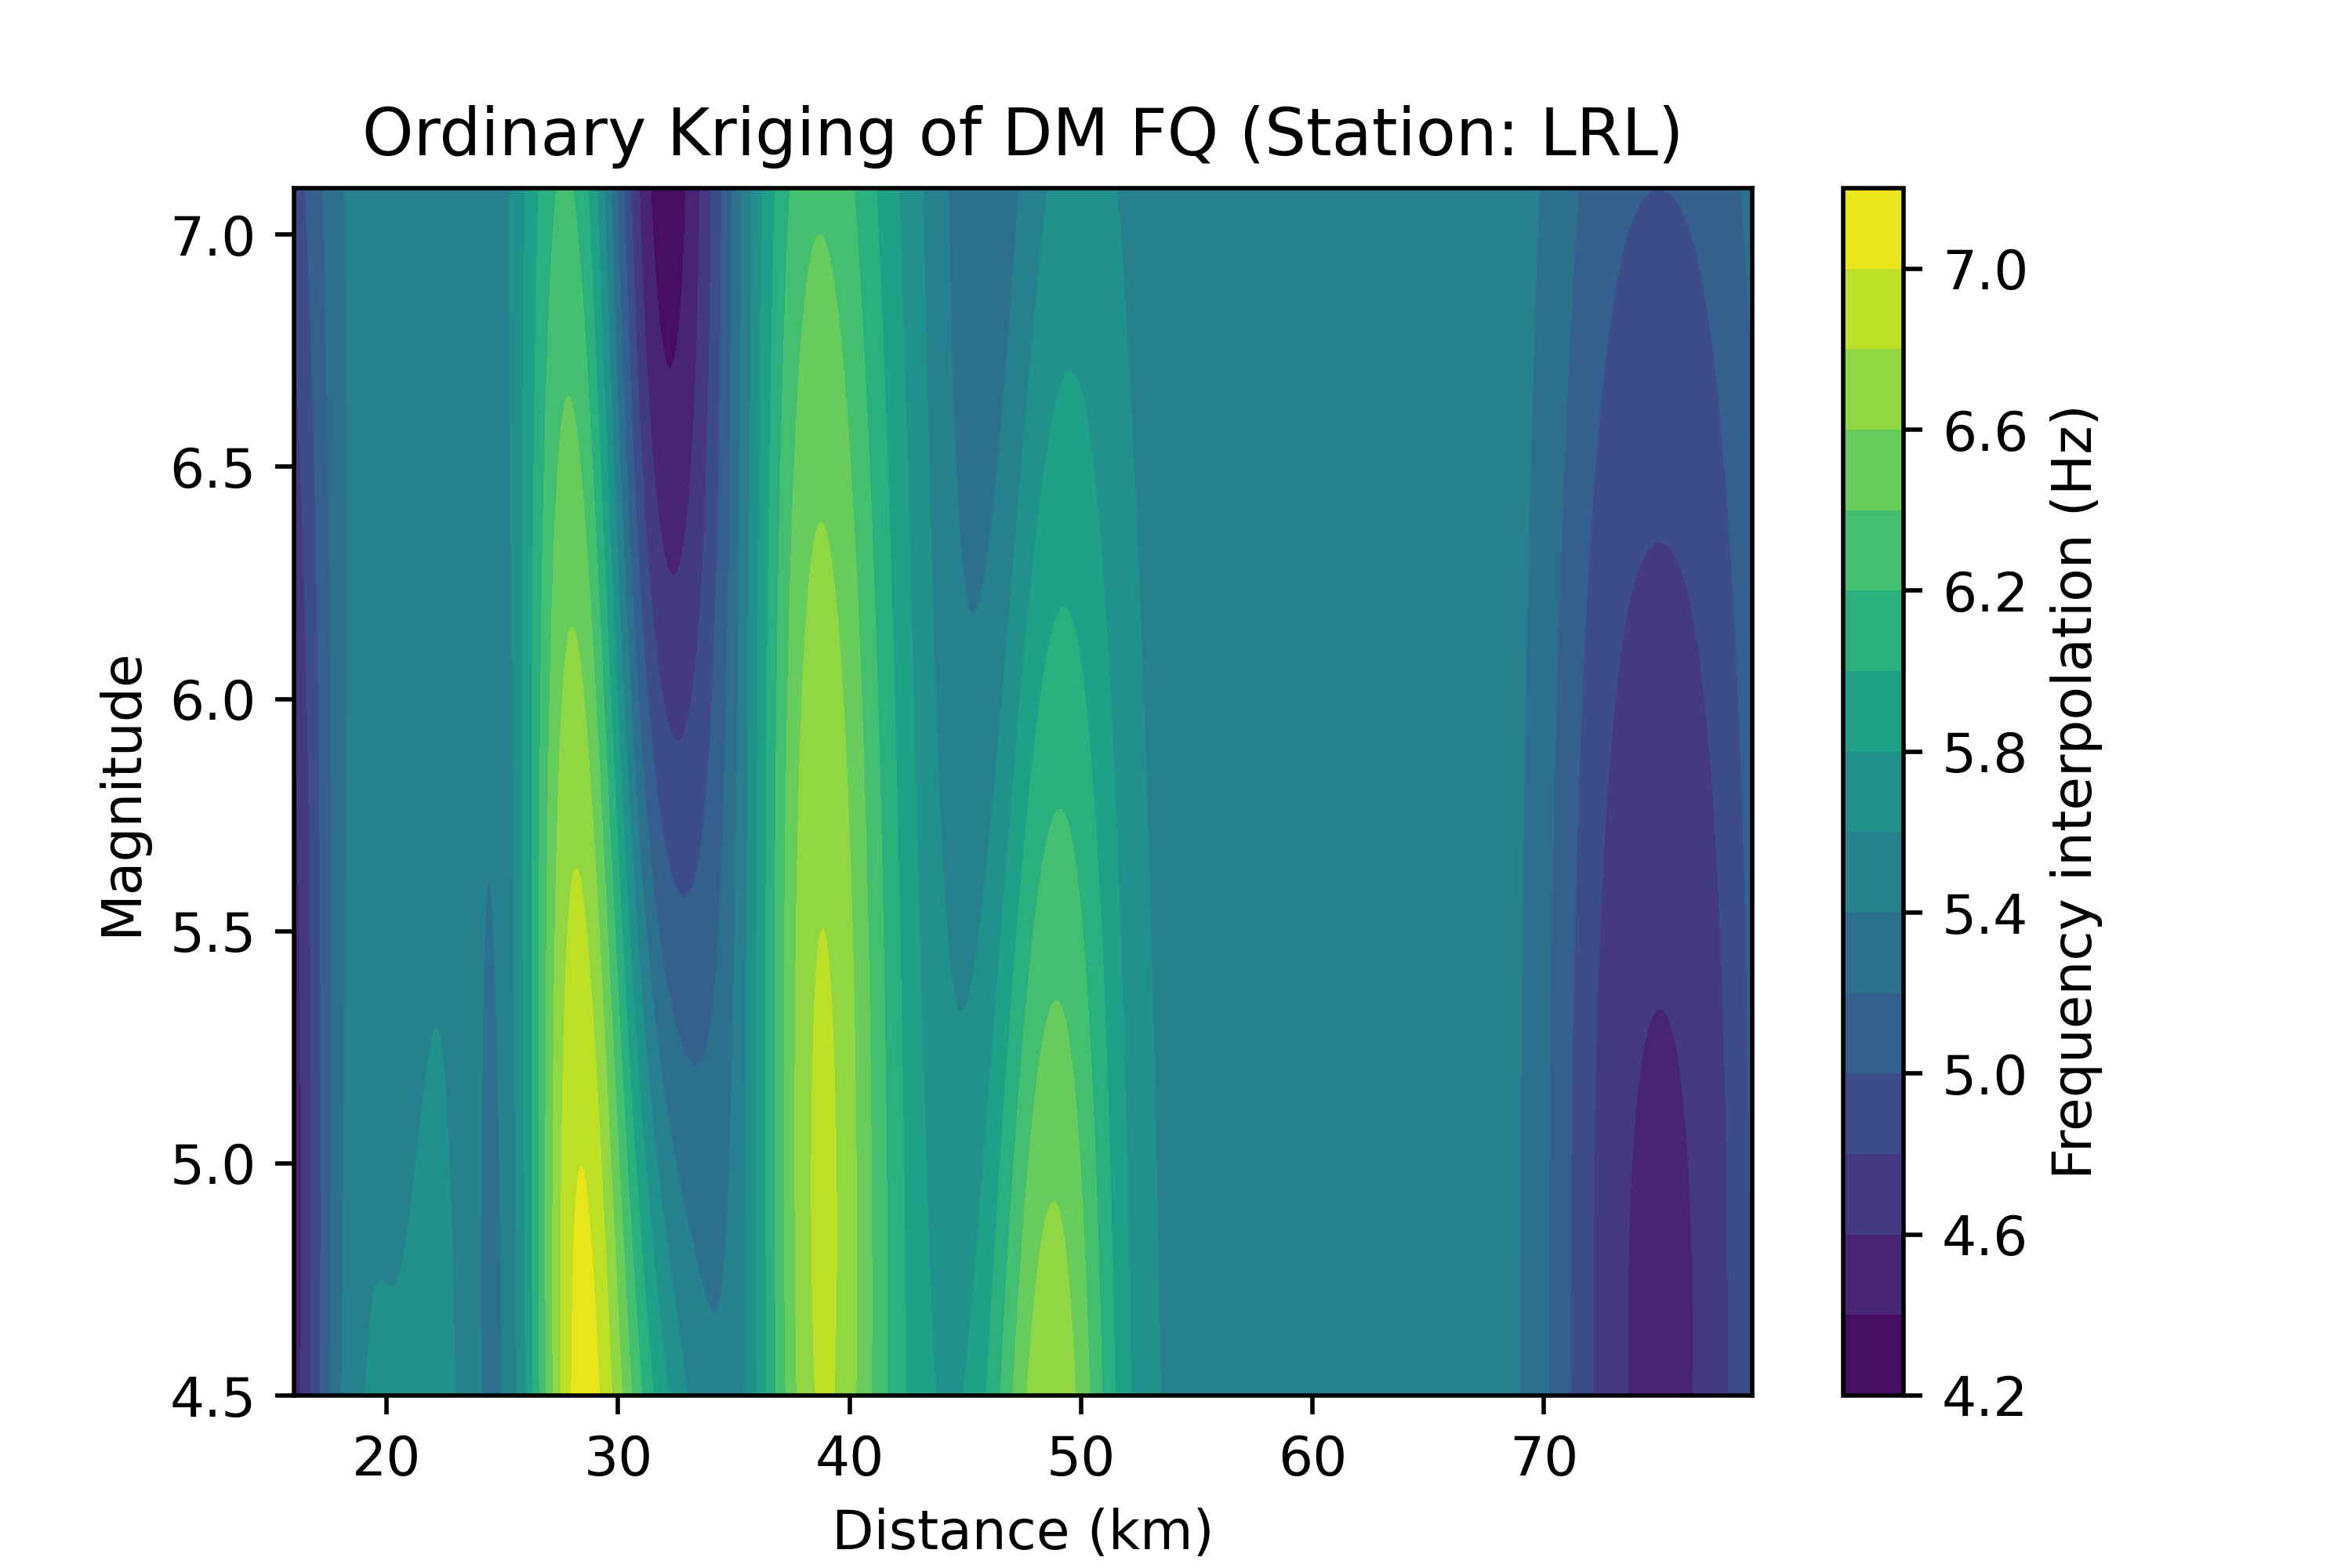 Ordinary Kriging of DM FQ (Station: LRL)
7.0
6.5
6.0
5.5
5.0
4.5
Magnitude
20 30 40 50 60 70
Distance (km)
7.0
6.6
6.2
5.8
5.4
5.0
4.6
4.2
Frequency interpolation (Hz)